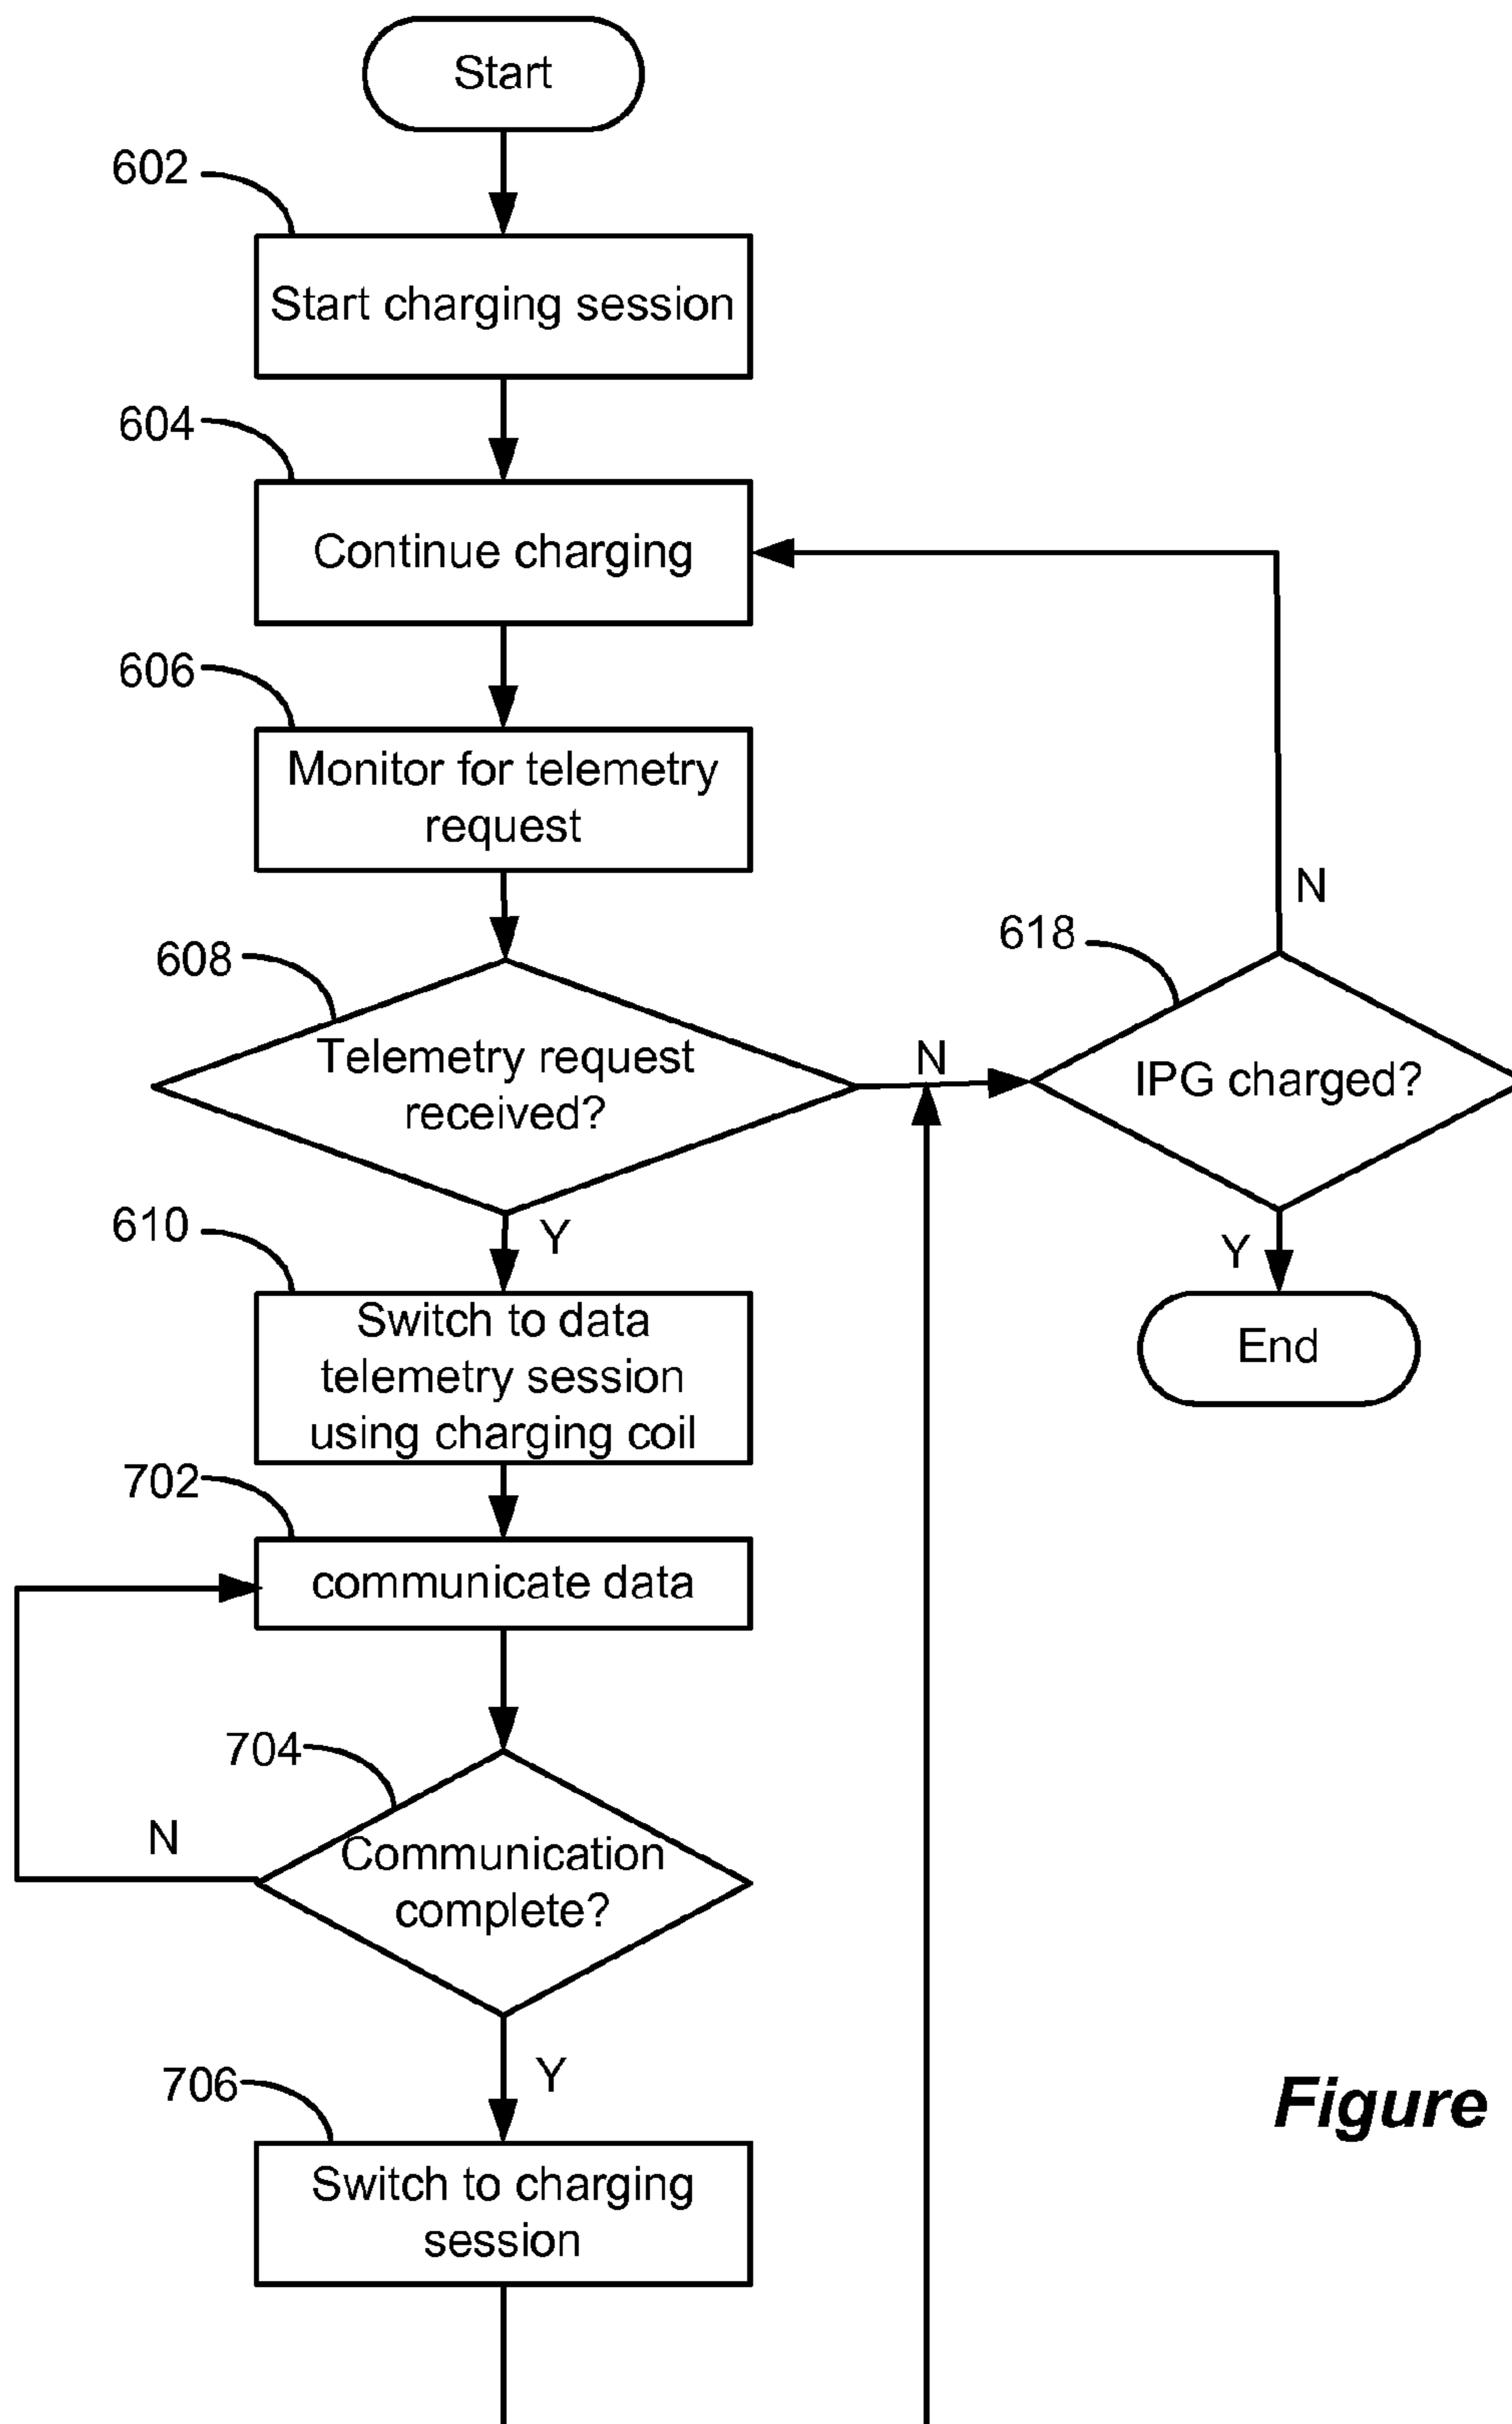 Start
602
Start charging session
604
Continue charging
606
Monitor for telemetry
request
N
618
608
Telemetry request
received?
N
IPG charged?
610
Y
Y
Switch to data
telemetry session
using charging coil
End
702
communicate data
704
N
Communication
complete?
Y
706
Figure
Switch to charging
session